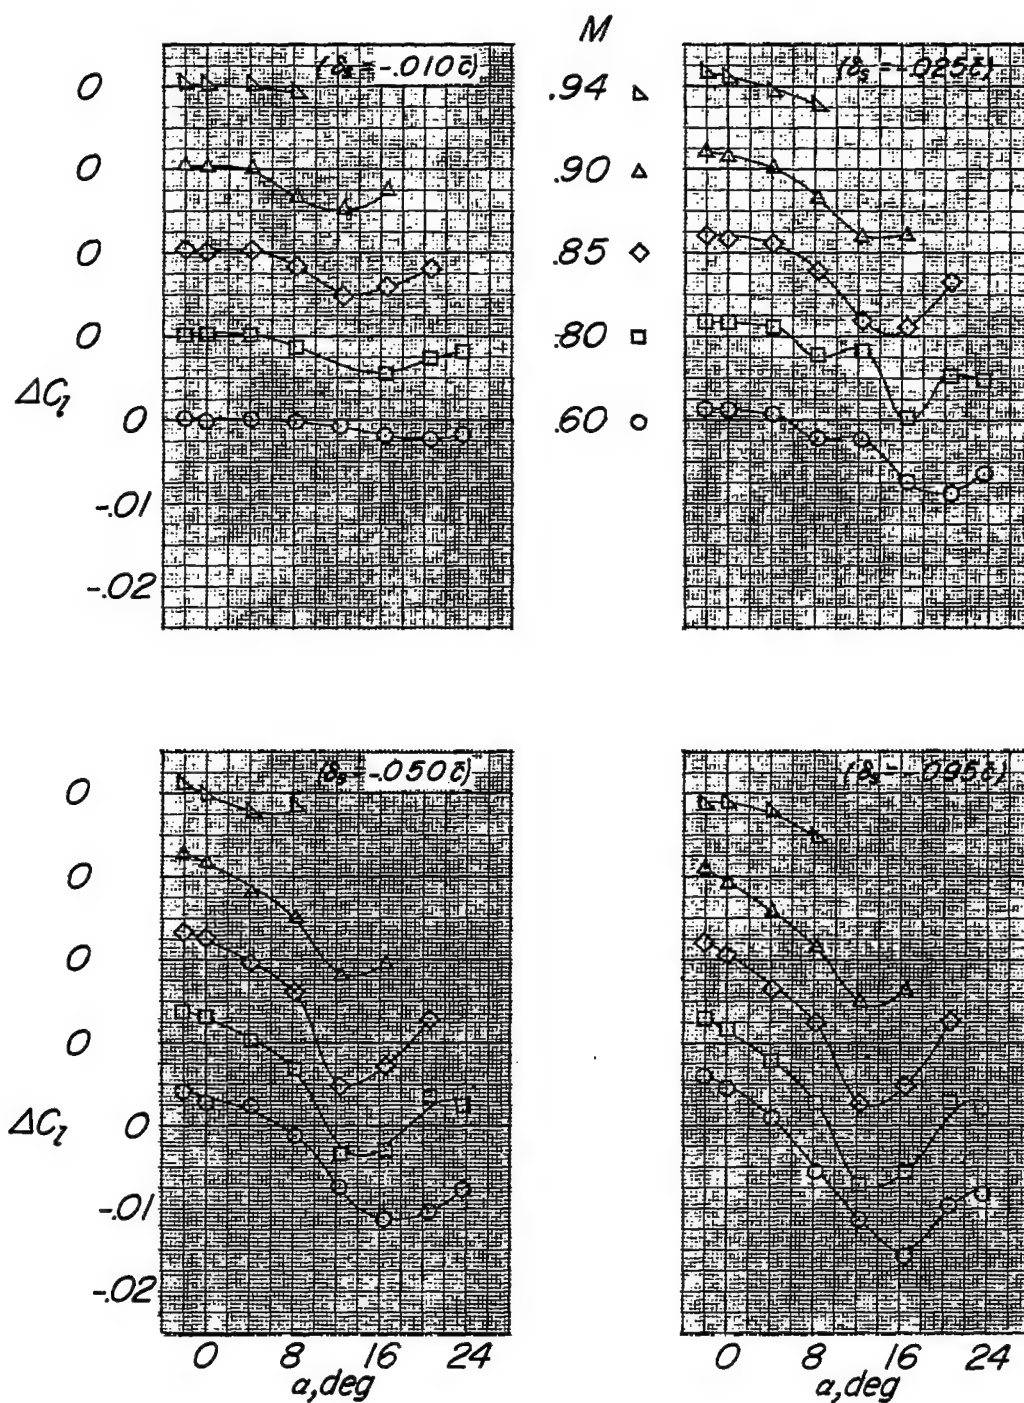 M
(δₛ = -.010c̄)
(δₛ = -.025c̄)
0 .94
0 .90
0 .85
0 .80
ΔCₗ
0 .60
-.01
-.02
(δₛ = -.050c̄)
(δₛ = -.095c̄)
0
0
0
0
ΔCₗ 0
-.01
-.02
0 8 16 24
0 8 16 24
α, deg
α, deg